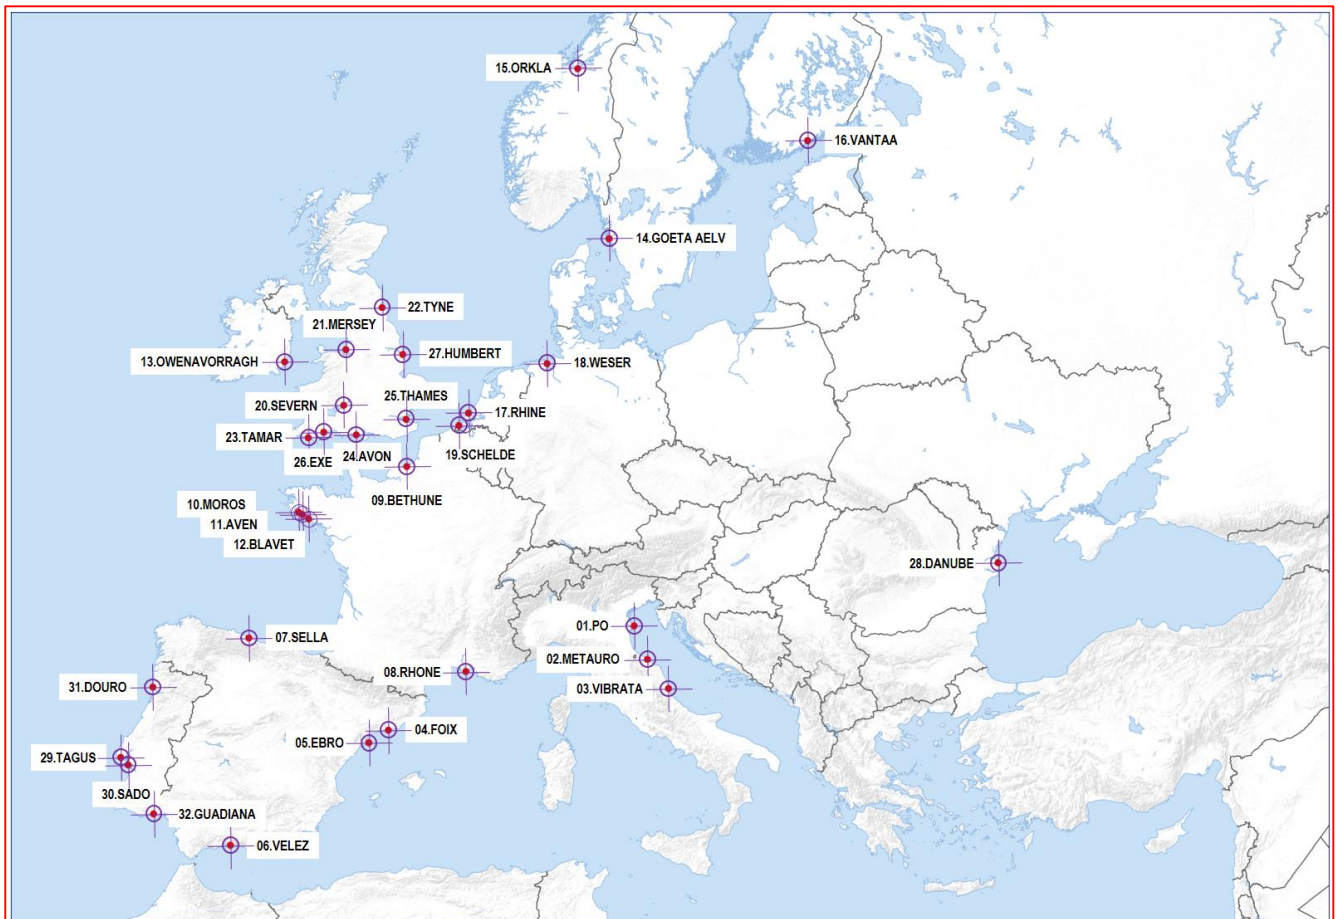 15.ORKLA
16.VANTAA
14.GOETA AELV
22.TYNE
21.MERSEY
27.HUMBERT
13.OWENAVORRAGH
18.WESER
25.THAMES
20.SEVERN
17.RHINE
23.TAMAR
24.AVON
19.SCHELDE
26.EXE
09.BETHUNE
10.MOROS
11.AVEN
12.BLAVET
28.DANUBE
01.PO
07.SELLA
02.METAURO
08.RHONE
31.DOURO
03.VIBRATA
04.FOIX
05.EBRO
29.TAGUS
30.SADO
32.GUADIANA
06.VELEZ